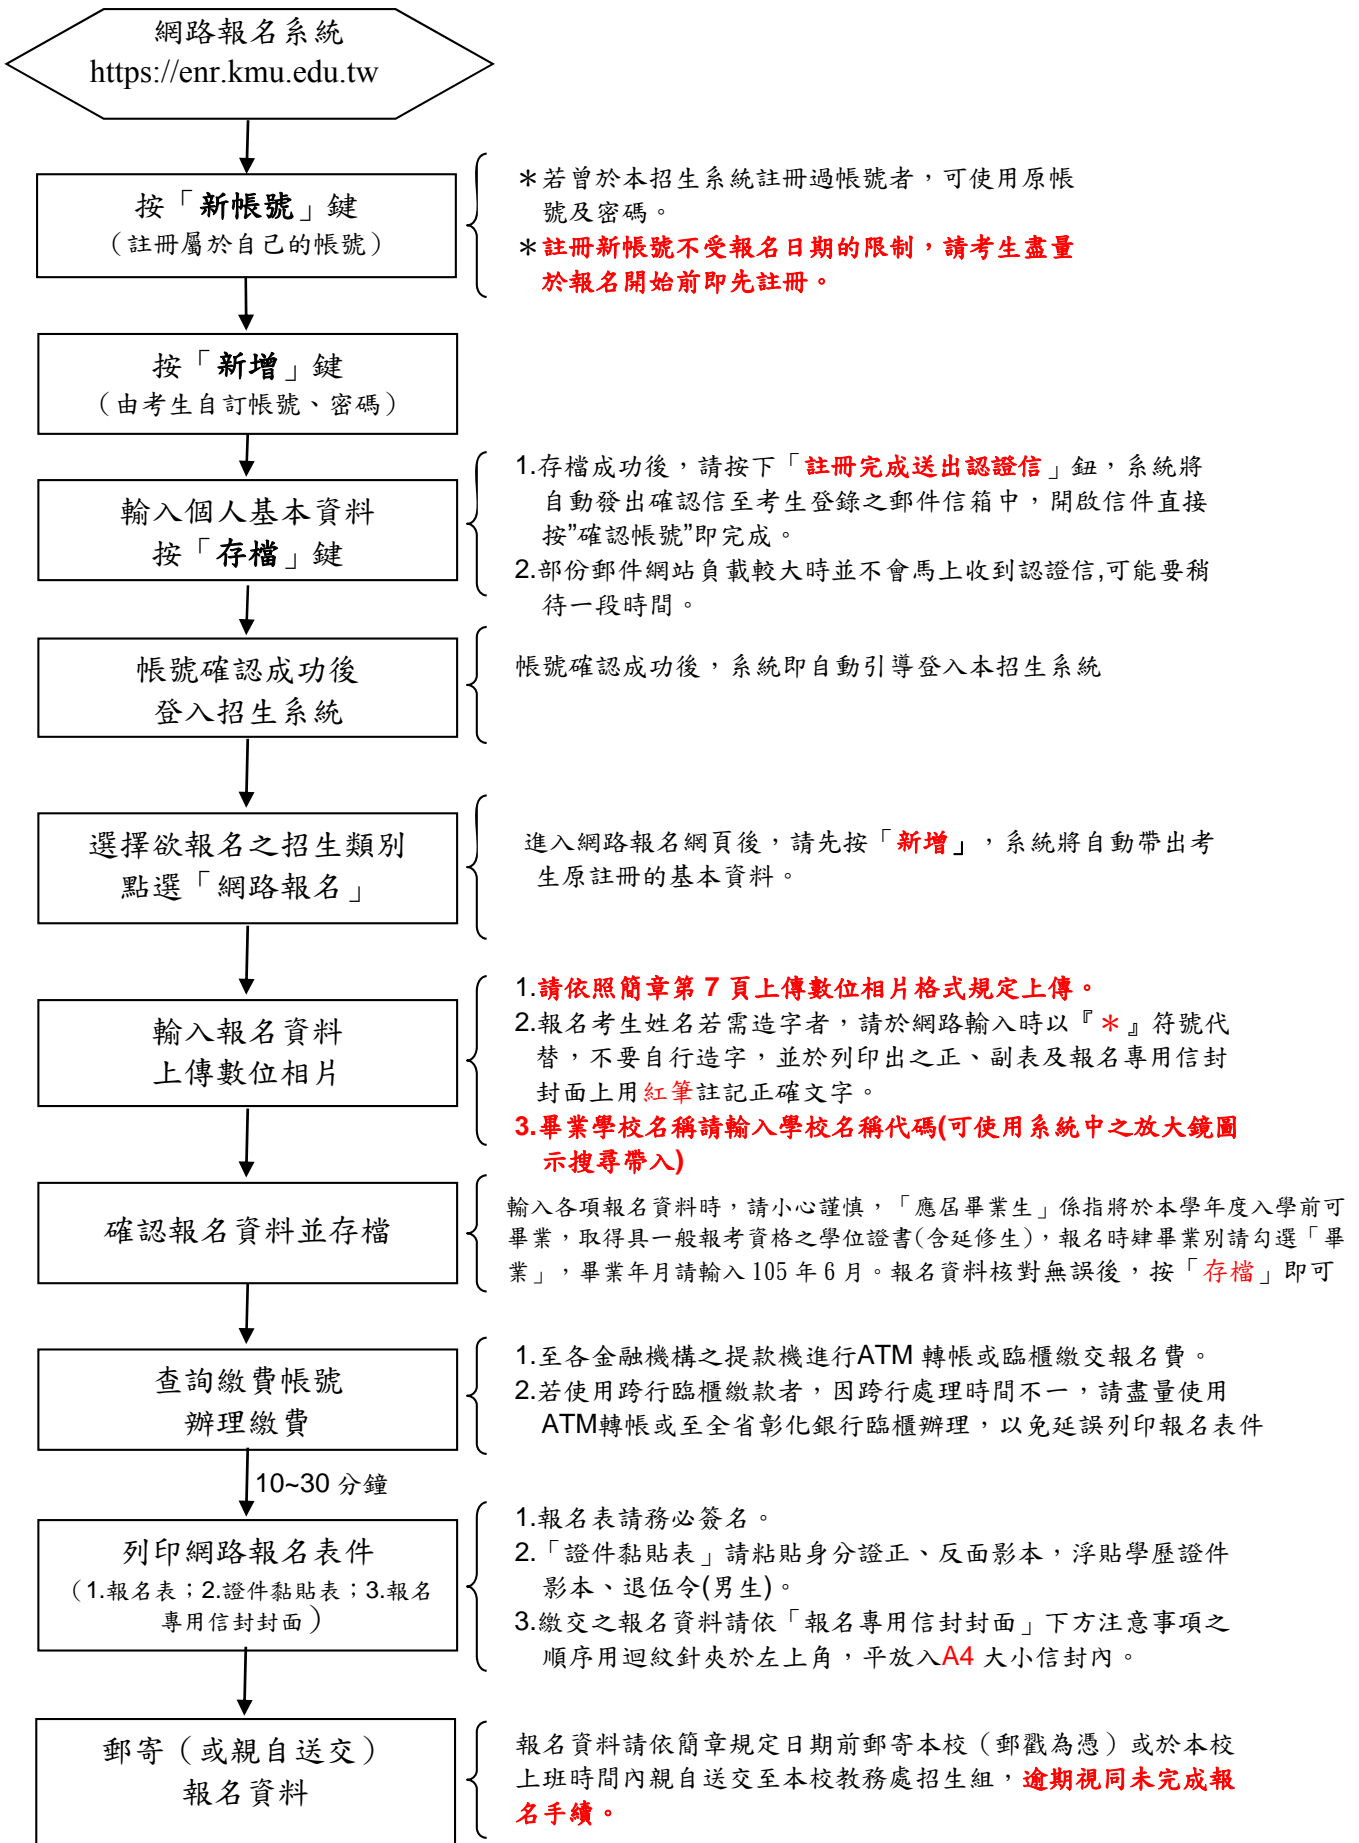 網路報名系統
https://enr.kmu.edu.tw
按「新帳號」鍵
（註冊屬於自己的帳號）
＊若曾於本招生系統註冊過帳號者，可使用原帳
號及密碼。
＊註冊新帳號不受報名日期的限制，請考生盡量
於報名開始前即先註冊。
按「新增」鍵
（由考生自訂帳號、密碼）
輸入個人基本資料
按「存檔」鍵
1.存檔成功後，請按下「註冊完成送出認證信」鈕，系統將
自動發出確認信至考生登錄之郵件信箱中，開啟信件直接
按”確認帳號”即完成。
2.部份郵件網站負載較大時並不會馬上收到認證信,可能要稍
待一段時間。
帳號確認成功後
登入招生系統
帳號確認成功後，系統即自動引導登入本招生系統
選擇欲報名之招生類別
點選「網路報名」
進入網路報名網頁後，請先按「新增」，系統將自動帶出考
生原註冊的基本資料。
輸入報名資料
上傳數位相片
1.請依照簡章第 7 頁上傳數位相片格式規定上傳。
2.報名考生姓名若需造字者，請於網路輸入時以『＊』符號代
替，不要自行造字，並於列印出之正、副表及報名專用信封
封面上用紅筆註記正確文字。
3.畢業學校名稱請輸入學校名稱代碼(可使用系統中之放大鏡圖
示搜尋帶入)
確認報名資料並存檔
輸入各項報名資料時，請小心謹慎，「應屆畢業生」係指將於本學年度入學前可
畢業，取得具一般報考資格之學位證書(含延修生)，報名時肄畢業別請勾選「畢
業」，畢業年月請輸入 105 年 6 月。報名資料核對無誤後，按「存檔」即可
查詢繳費帳號
辦理繳費
1.至各金融機構之提款機進行ATM 轉帳或臨櫃繳交報名費。
2.若使用跨行臨櫃繳款者，因跨行處理時間不一，請盡量使用
ATM轉帳或至全省彰化銀行臨櫃辦理，以免延誤列印報名表件
10~30 分鐘
列印網路報名表件
（1.報名表；2.證件黏貼表；3.報名
專用信封封面）
1.報名表請務必簽名。
2.「證件黏貼表」請粘貼身分證正、反面影本，浮貼學歷證件
影本、退伍令(男生)。
3.繳交之報名資料請依「報名專用信封封面」下方注意事項之
順序用迴紋針夾於左上角，平放入A4 大小信封內。
郵寄（或親自送交）
報名資料
報名資料請依簡章規定日期前郵寄本校（郵戳為憑）或於本校
上班時間內親自送交至本校教務處招生組，逾期視同未完成報
名手續。